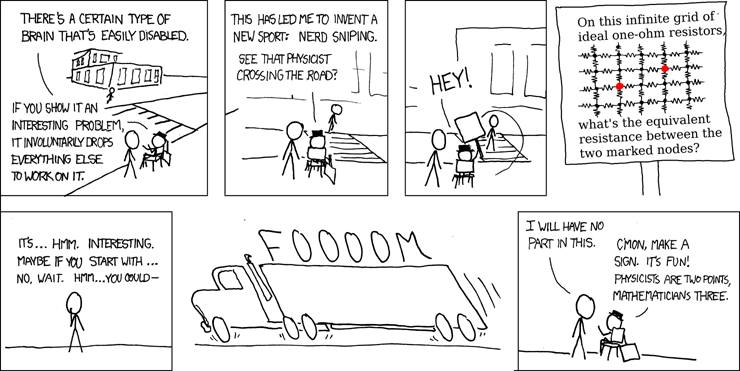 THERE'S A CERTAIN TYPE OF
BRAIN THAT'S EASILY DISABLED.
IF YOU SHOW IT AN
INTERESTING PROBLEM,
IT INVOLUNTARILY DROPS
EVERYTHING ELSE
TO WORK ON IT.
THIS HAS LED ME TO INVENT A
NEW SPORT: NERD SNIPING.
SEE THAT PHYSICIST
CROSSING THE ROAD?
HEY!
On this infinite grid of
ideal one-ohm resistors,
what's the equivalent
resistance between the
two marked nodes?
IT'S... HMM. INTERESTING.
MAYBE IF YOU START WITH ...
NO, WAIT. HMM...YOU COULD—
FOOOOM
I WILL HAVE NO
PART IN THIS.
C'MON, MAKE A
SIGN. IT'S FUN!
PHYSICISTS ARE TWO POINTS,
MATHEMATICIANS THREE.